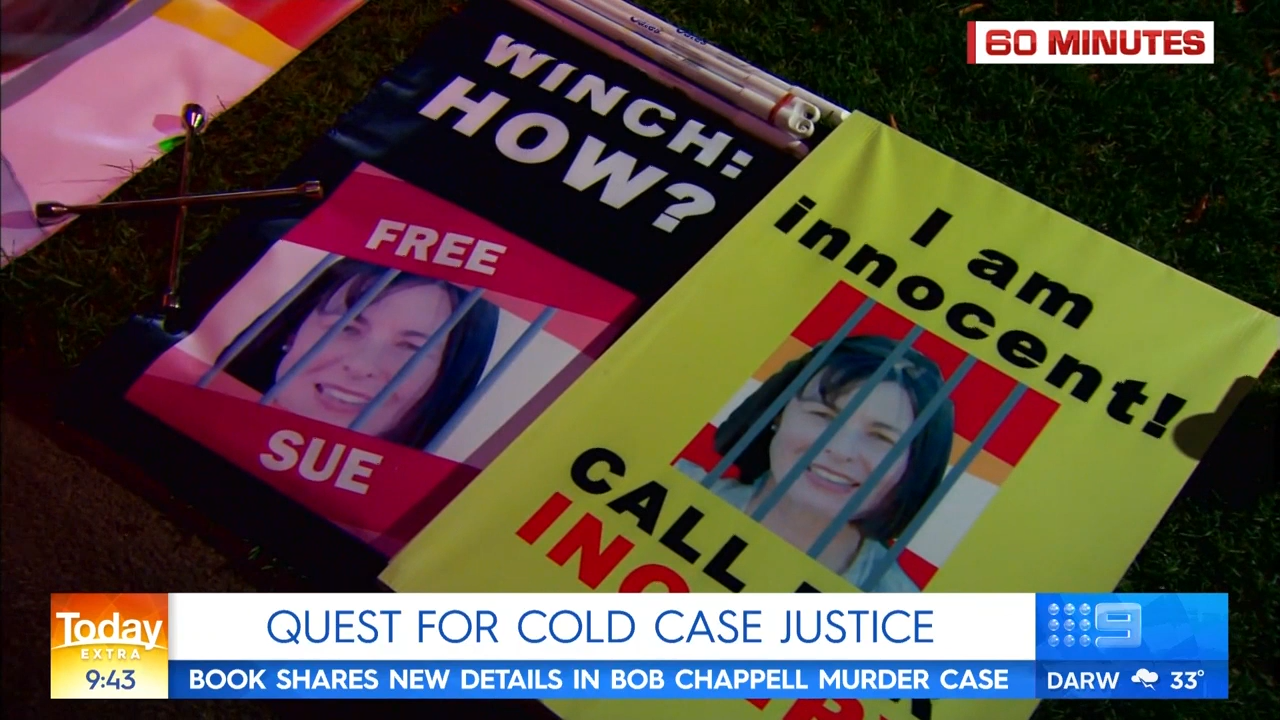 60 MINUTES
WINCH:
HOW?
FREE
SUE
I am
innocent!
CALL
Today
EXTRA
9:43
QUEST FOR COLD CASE JUSTICE
BOOK SHARES NEW DETAILS IN BOB CHAPPELL MURDER CASE
9
DARW 33°